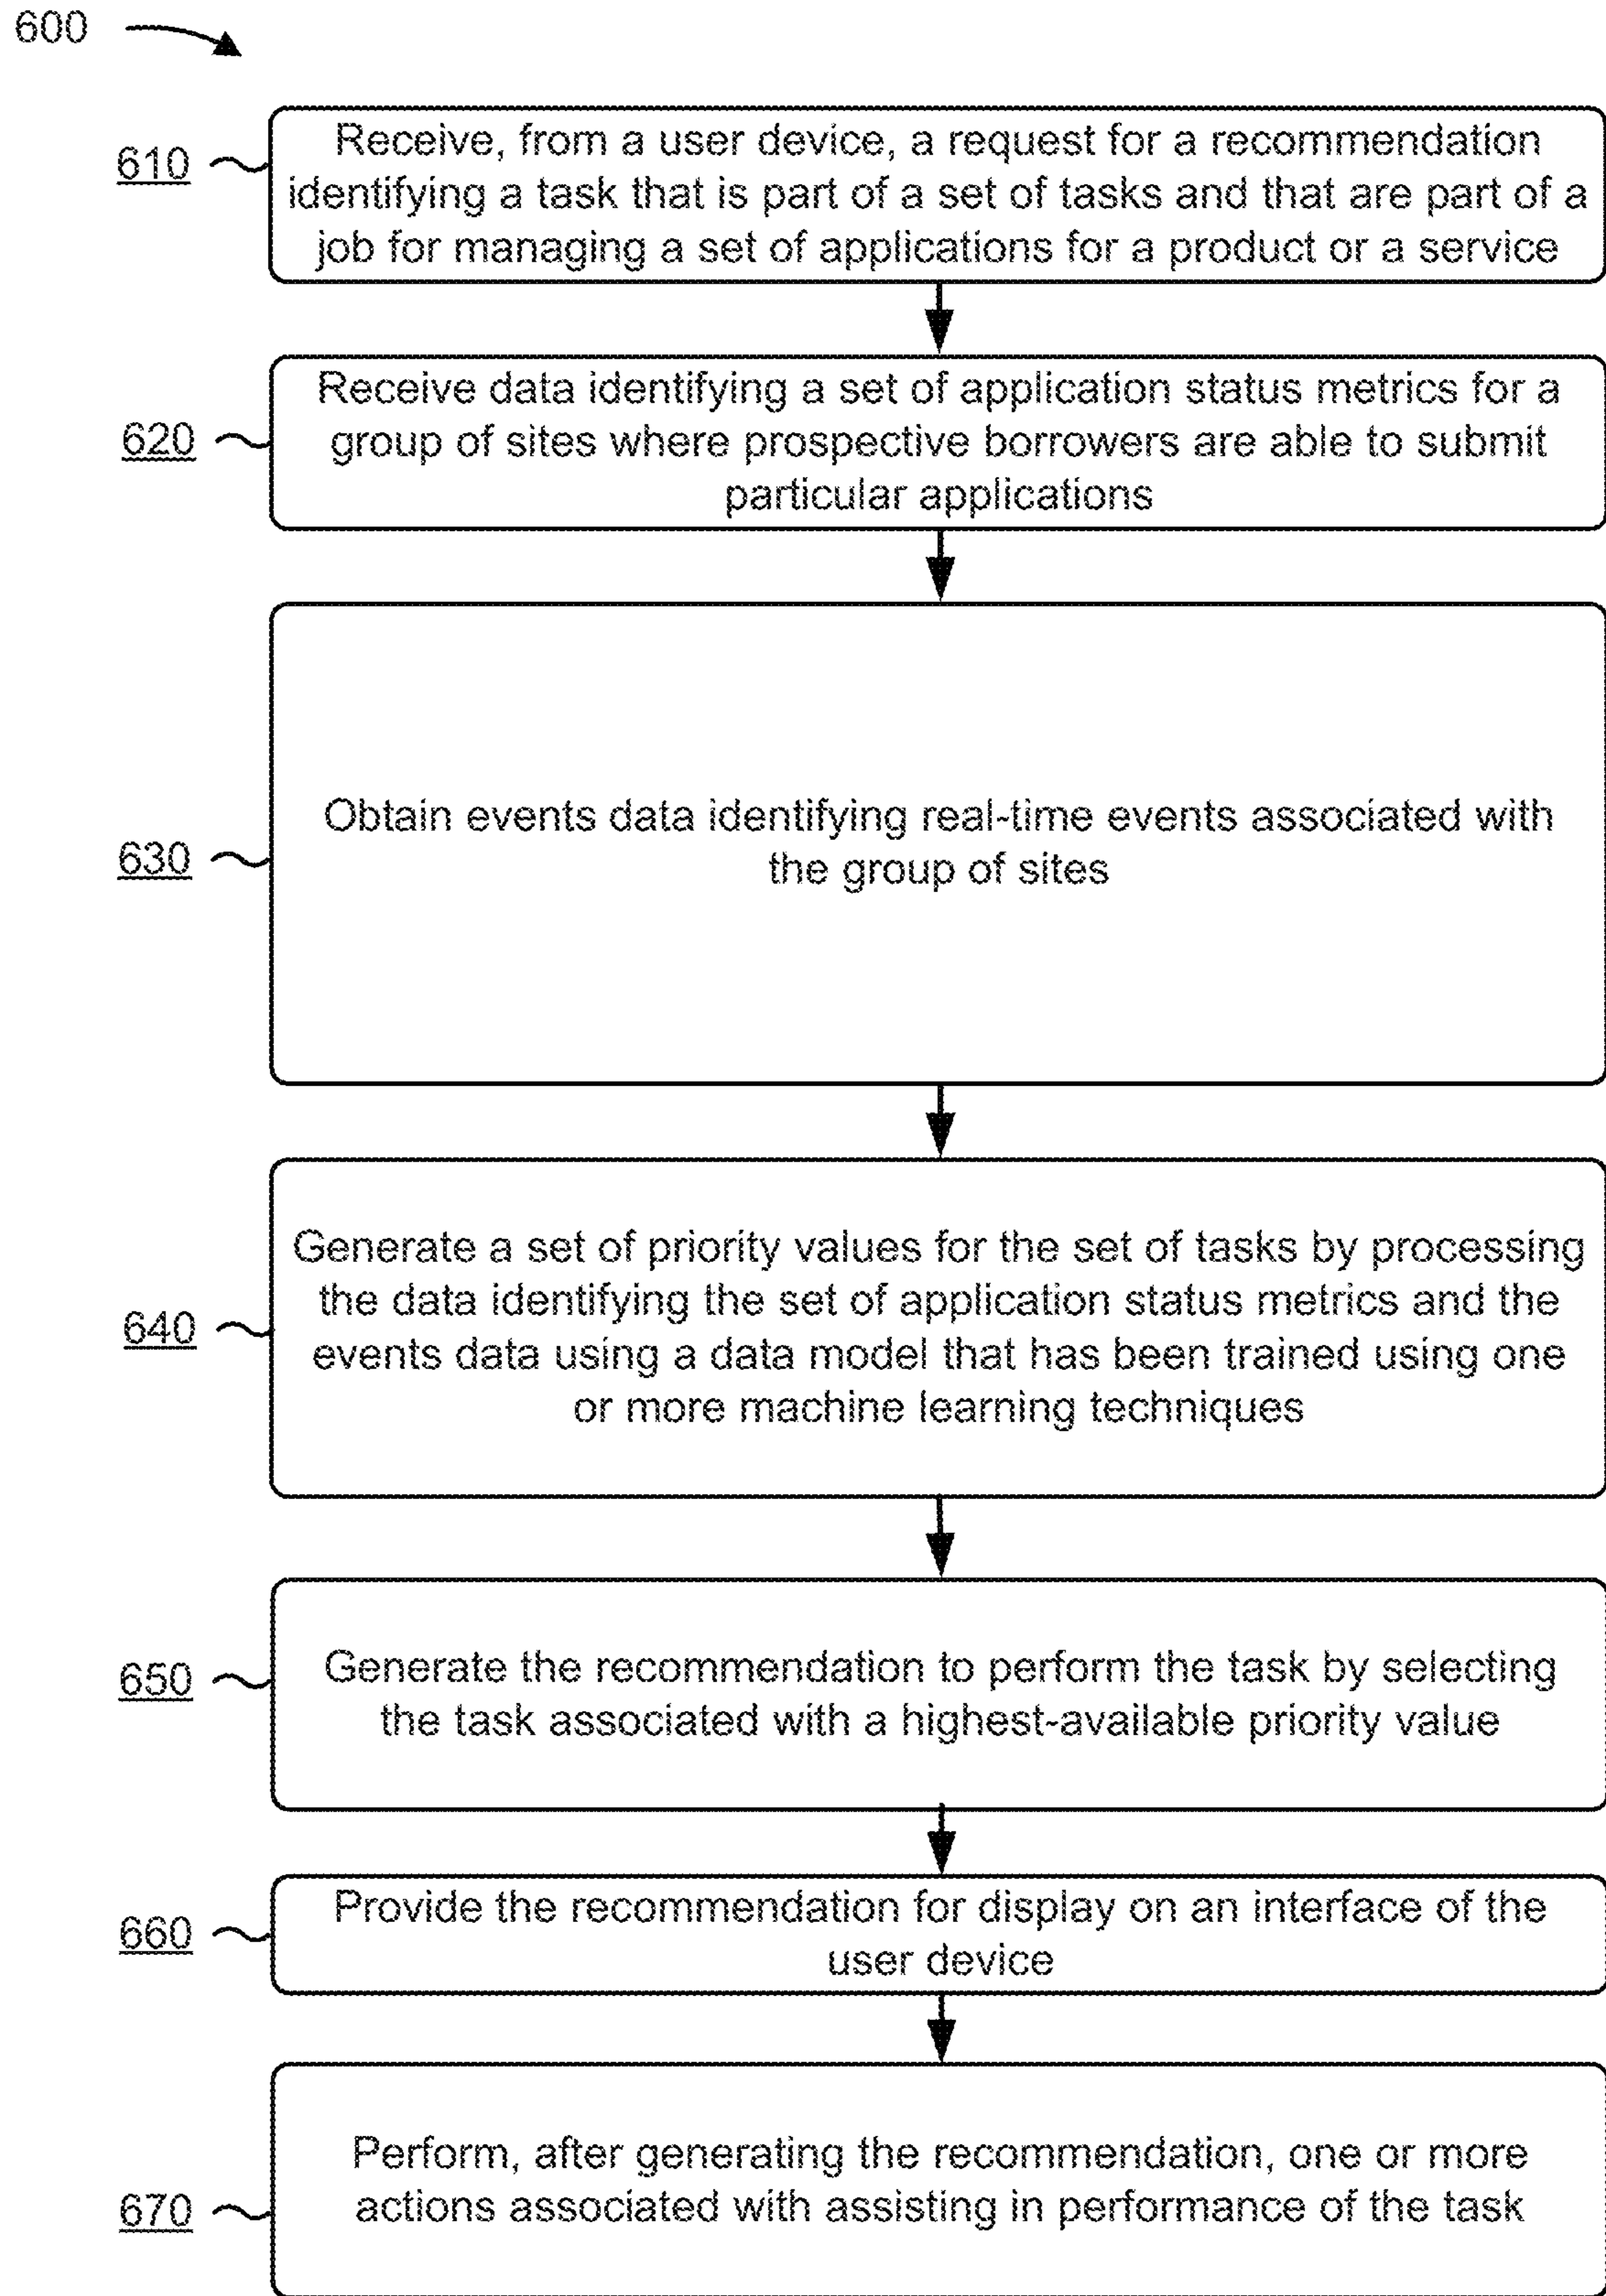 600
610
Receive, from a user device, a request for a recommendation
identifying a task that is part of a set of tasks and that are part of a
job for managing a set of applications for a product or a service
620
Receive data identifying a set of application status metrics for a
group of sites where prospective borrowers are able to submit
particular applications
630
Obtain events data identifying real-time events associated with
the group of sites
640
Generate a set of priority values for the set of tasks by processing
the data identifying the set of application status metrics and the
events data using a data model that has been trained using one
or more machine learning techniques
650
Generate the recommendation to perform the task by selecting
the task associated with a highest-available priority value
660
Provide the recommendation for display on an interface of the
user device
670
Perform, after generating the recommendation, one or more
actions associated with assisting in performance of the task